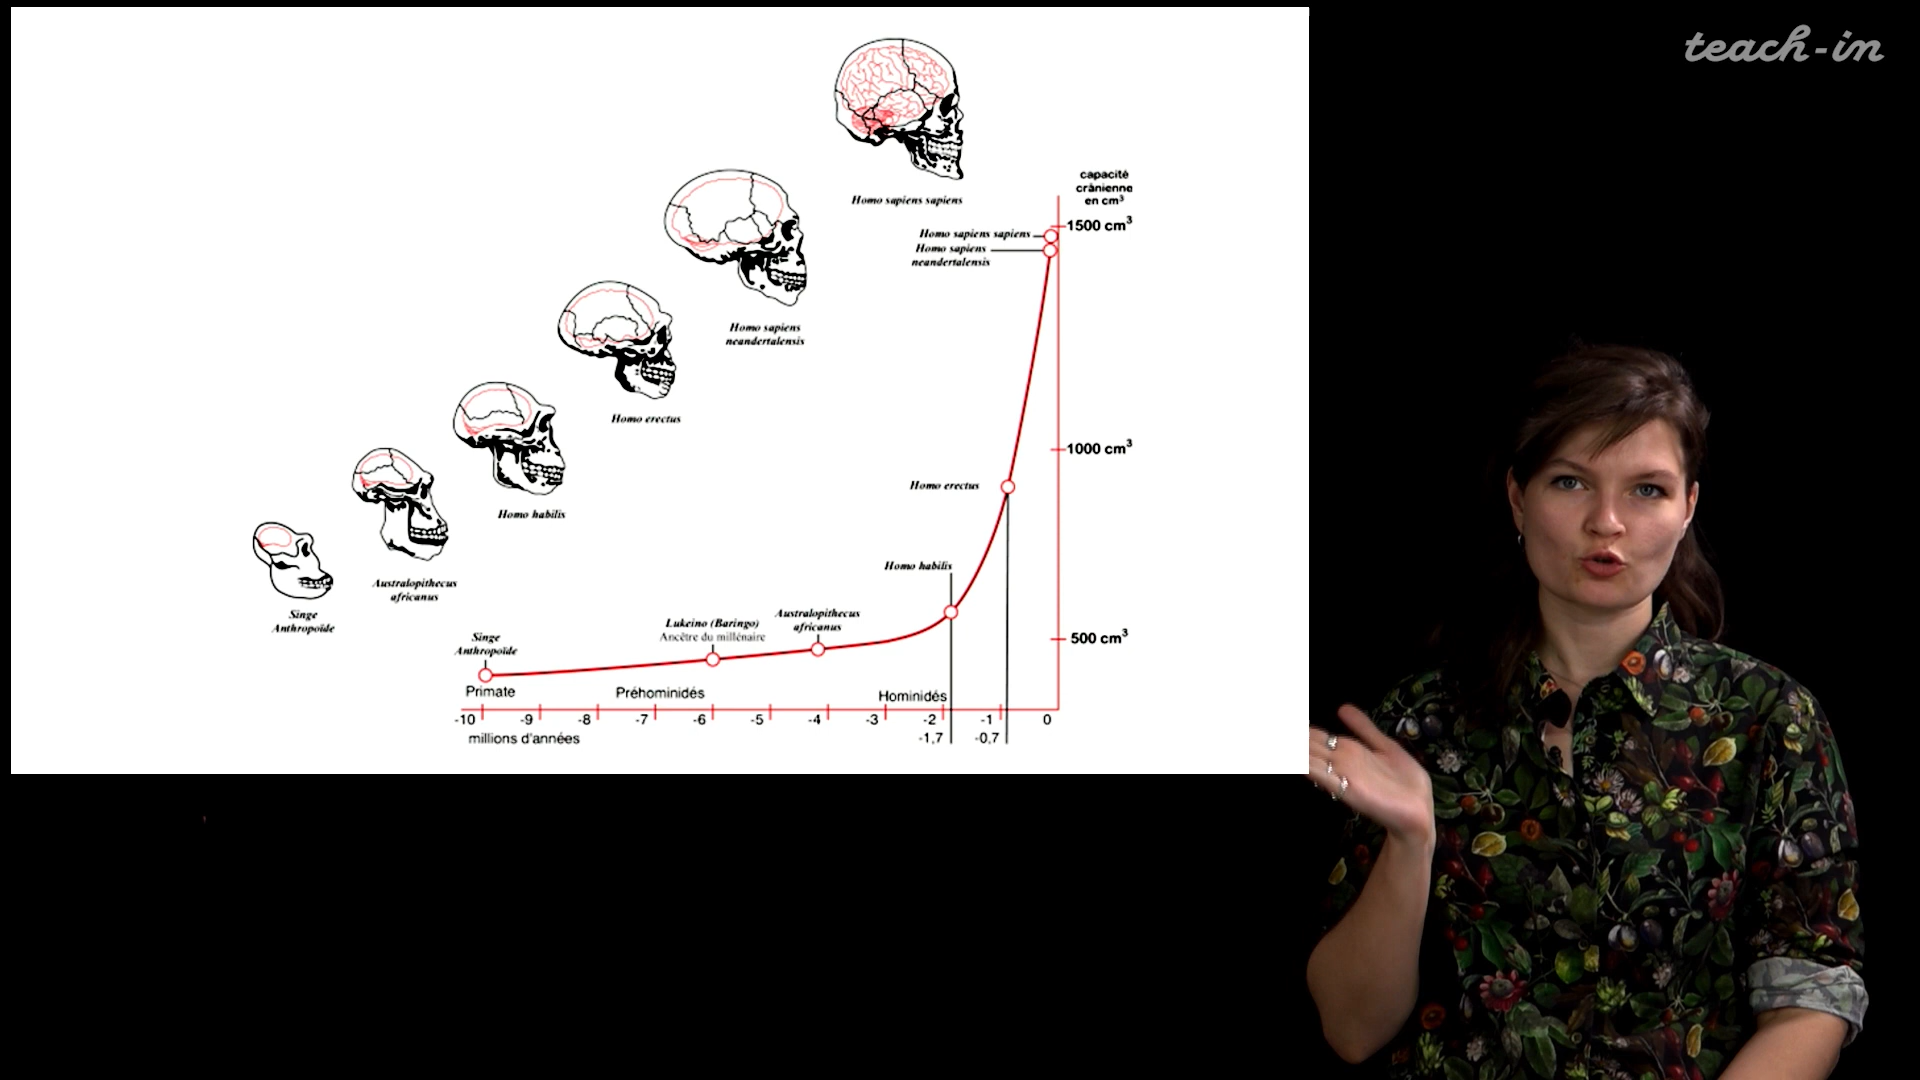 teach-in
capacité
crânienne
en cm³
Homo sapiens sapiens
1500 cm³
Homo sapiens sapiens
Homo sapiens
neandertalensis
Homo sapiens
neandertalensis
Homo erectus
1000 cm³
Homo erectus
Homo habilis
Homo habilis
Australopithecus
africanus
Singe
Anthropoïde
Lukeino (Baringo)
Ancêtre du millénaire
Australopithecus
africanus
500 cm³
Singe
Anthropoïde
Primate
Préhominidés
Hominidés
-10 -9 -8 -7 -6 -5 -4 -3 -2 -1 0
millions d'années
-1,7 -0,7